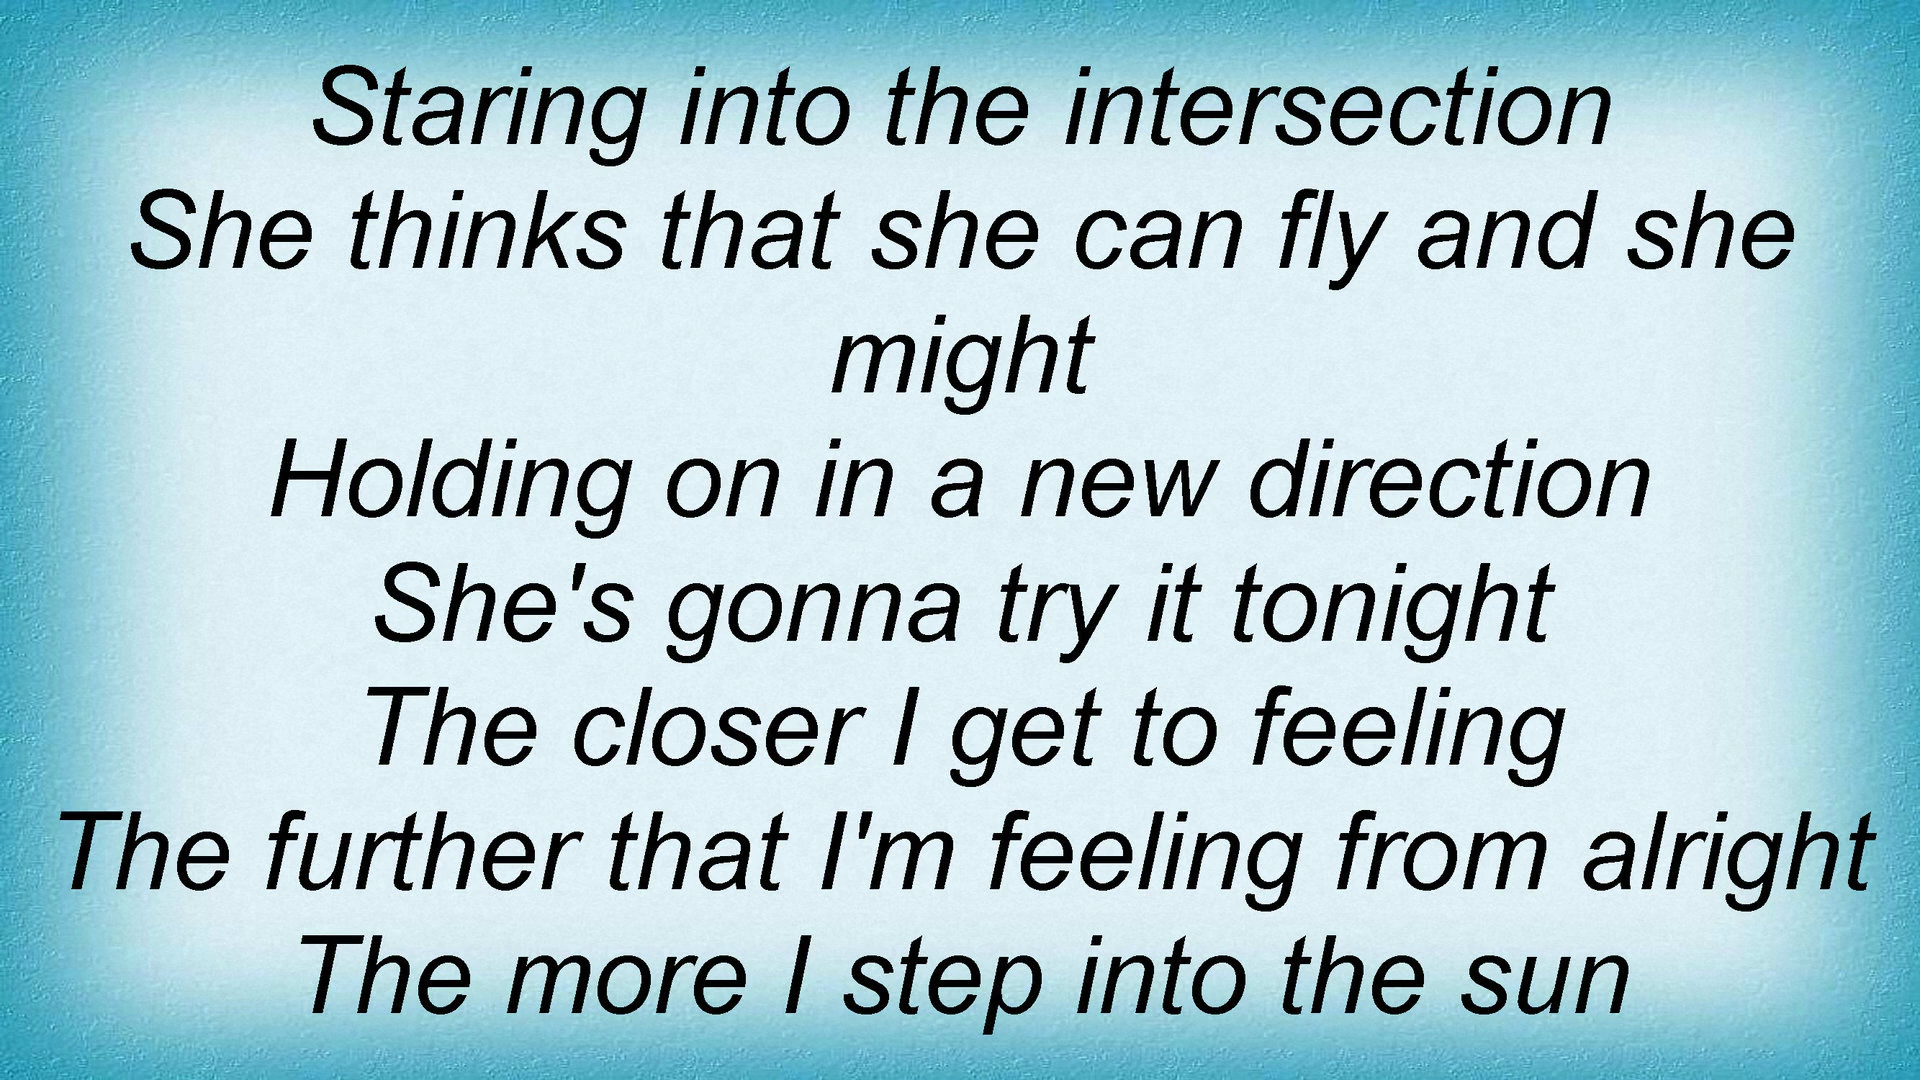 Staring into the intersection
She thinks that she can fly and she
might
Holding on in a new direction
She's gonna try it tonight
The closer I get to feeling
The further that I'm feeling from alright
The more I step into the sun